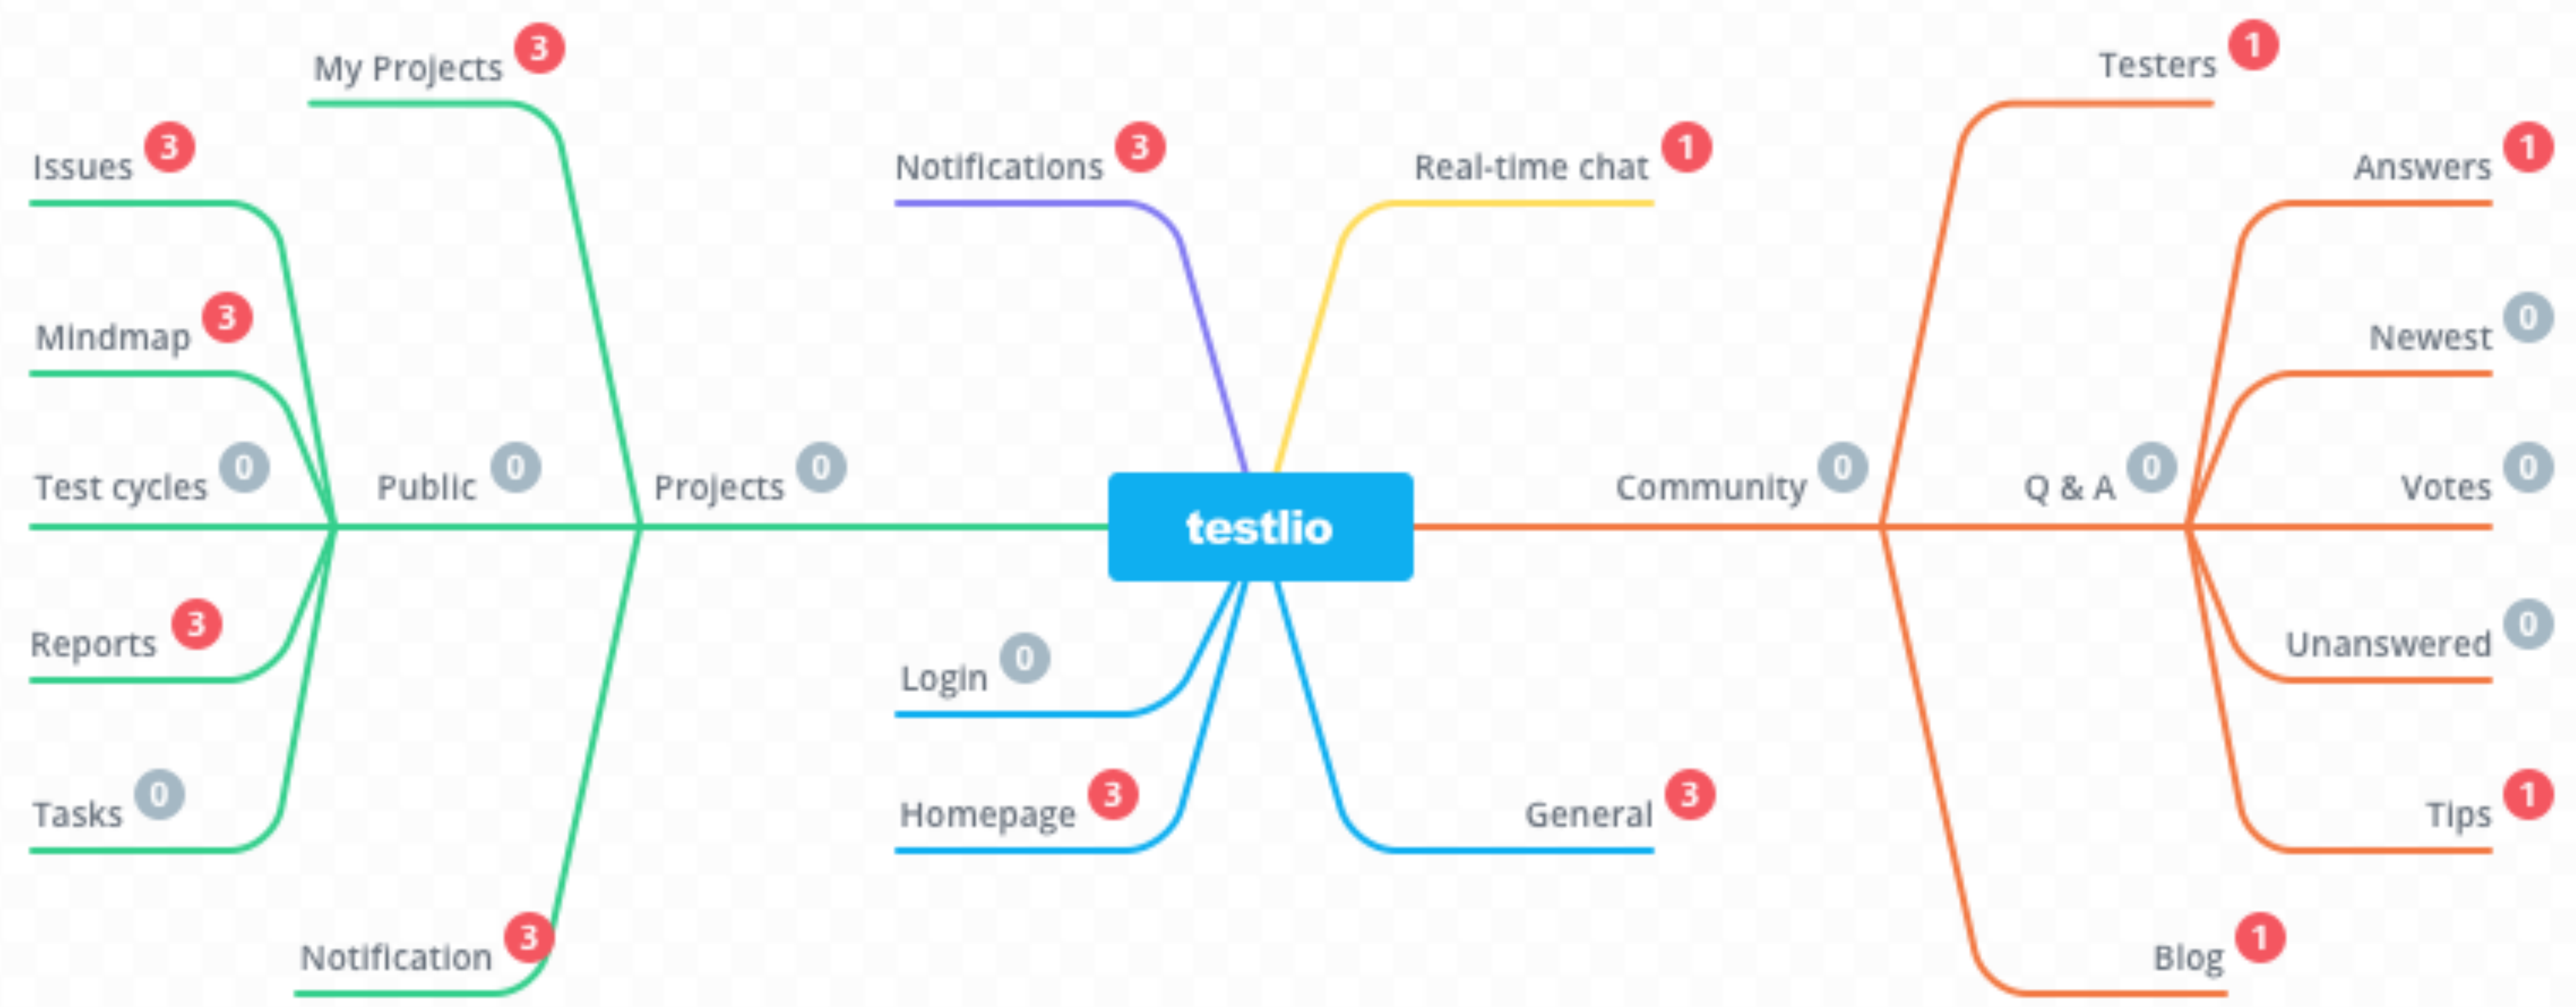 My Projects 3
Issues 3
Mindmap 3
Test cycles 0
Public 0
Projects 0
Reports 3
Tasks 0
Notification 3
Notifications 3
Real-time chat 1
testlio
Login 0
Homepage 3
General 3
Community 0
Testers 1
Q & A 0
Answers 1
Newest 0
Votes 0
Unanswered 0
Tips 1
Blog 1